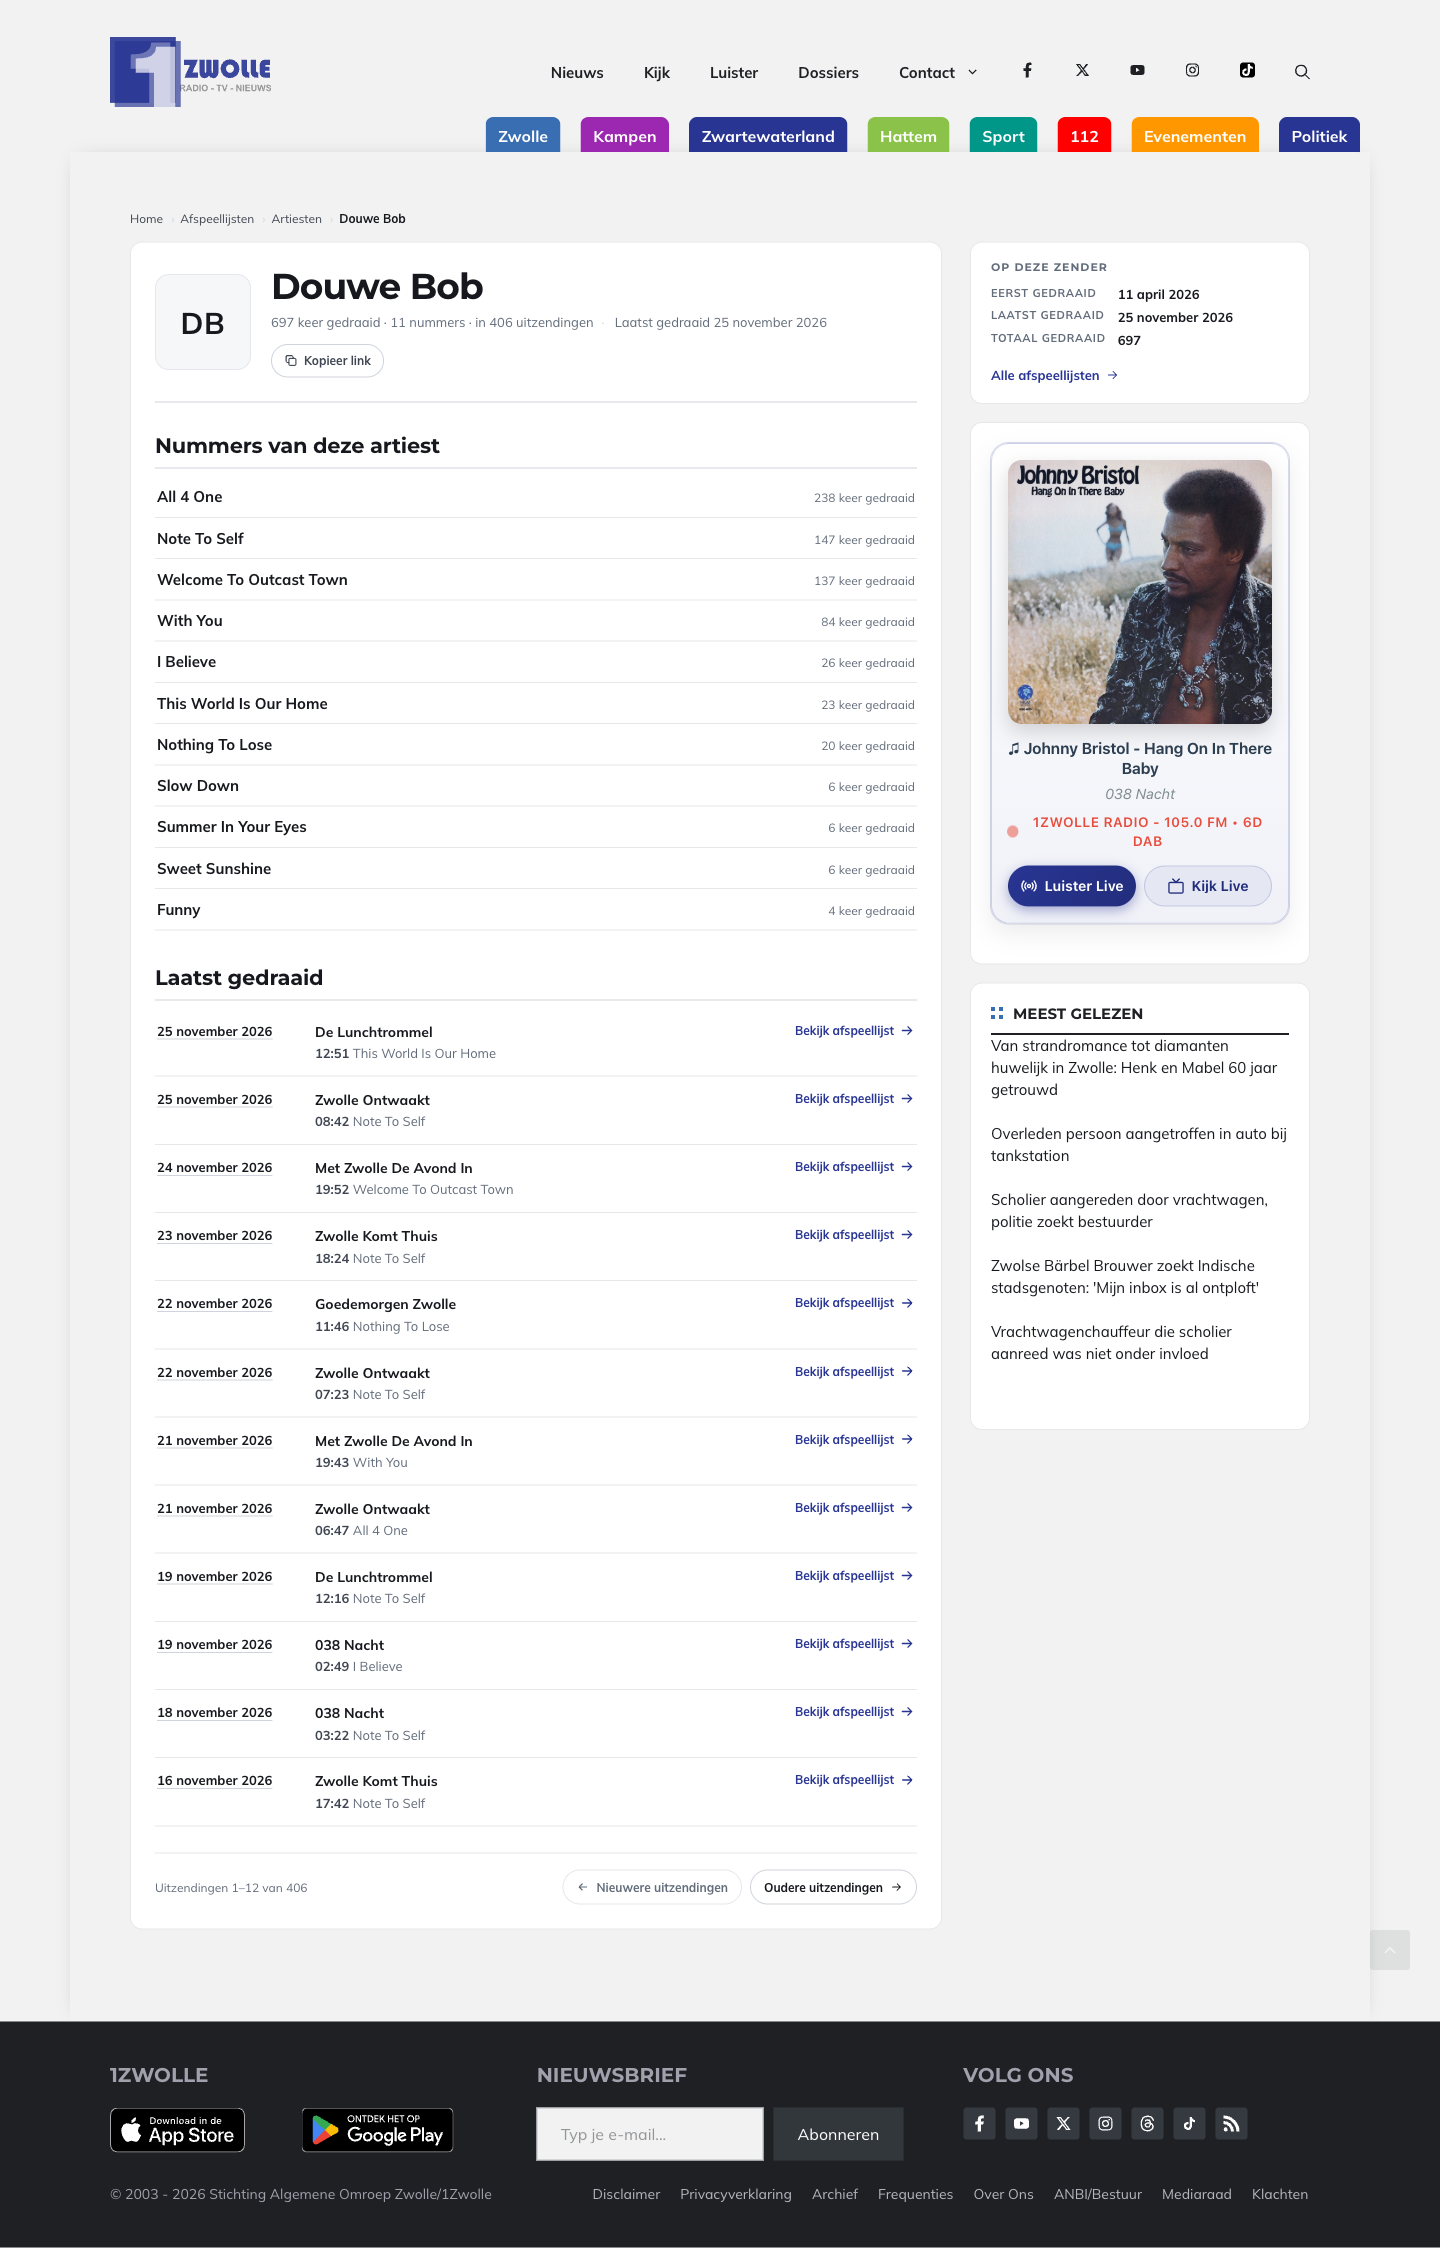 1 ZWOLLE
RADIO - TV - NIEUWS
Nieuws Kijk Luister Dossiers Contact
Zwolle Kampen Zwartewaterland Hattem Sport 112 Evenementen Politiek
Home › Afspeellijsten › Artiesten › Douwe Bob
DB
Douwe Bob
697 keer gedraaid · 11 nummers · in 406 uitzendingen · Laatst gedraaid 25 november 2026
Kopieer link
Nummers van deze artiest
All 4 One 238 keer gedraaid
Note To Self 147 keer gedraaid
Welcome To Outcast Town 137 keer gedraaid
With You 84 keer gedraaid
I Believe 26 keer gedraaid
This World Is Our Home 23 keer gedraaid
Nothing To Lose 20 keer gedraaid
Slow Down 6 keer gedraaid
Summer In Your Eyes 6 keer gedraaid
Sweet Sunshine 6 keer gedraaid
Funny 4 keer gedraaid
Laatst gedraaid
25 november 2026 De Lunchtrommel Bekijk afspeellijst →
12:51 This World Is Our Home
25 november 2026 Zwolle Ontwaakt Bekijk afspeellijst →
08:42 Note To Self
24 november 2026 Met Zwolle De Avond In Bekijk afspeellijst →
19:52 Welcome To Outcast Town
23 november 2026 Zwolle Komt Thuis Bekijk afspeellijst →
18:24 Note To Self
22 november 2026 Goedemorgen Zwolle Bekijk afspeellijst →
11:46 Nothing To Lose
22 november 2026 Zwolle Ontwaakt Bekijk afspeellijst →
07:23 Note To Self
21 november 2026 Met Zwolle De Avond In Bekijk afspeellijst →
19:43 With You
21 november 2026 Zwolle Ontwaakt Bekijk afspeellijst →
06:47 All 4 One
19 november 2026 De Lunchtrommel Bekijk afspeellijst →
12:16 Note To Self
19 november 2026 038 Nacht Bekijk afspeellijst →
02:49 I Believe
18 november 2026 038 Nacht Bekijk afspeellijst →
03:22 Note To Self
16 november 2026 Zwolle Komt Thuis Bekijk afspeellijst →
17:42 Note To Self
Uitzendingen 1–12 van 406 ← Nieuwere uitzendingen Oudere uitzendingen →
OP DEZE ZENDER
EERST GEDRAAID 11 april 2026
LAATST GEDRAAID 25 november 2026
TOTAAL GEDRAAID 697
Alle afspeellijsten →
Johnny Bristol
Hang On In There Baby
♫ Johnny Bristol - Hang On In There
Baby
038 Nacht
1ZWOLLE RADIO - 105.0 FM • 6D
DAB
Luister Live Kijk Live
MEEST GELEZEN
Van strandromance tot diamanten
huwelijk in Zwolle: Henk en Mabel 60 jaar
getrouwd
Overleden persoon aangetroffen in auto bij
tankstation
Scholier aangereden door vrachtwagen,
politie zoekt bestuurder
Zwolse Bärbel Brouwer zoekt Indische
stadsgenoten: 'Mijn inbox is al ontploft'
Vrachtwagenchauffeur die scholier
aanreed was niet onder invloed
1ZWOLLE
Download in de
App Store
ONTDEK HET OP
Google Play
NIEUWSBRIEF
Typ je e-mail... Abonneren
VOLG ONS
© 2003 - 2026 Stichting Algemene Omroep Zwolle/1Zwolle
Disclaimer Privacyverklaring Archief Frequenties Over Ons ANBI/Bestuur Mediaraad Klachten